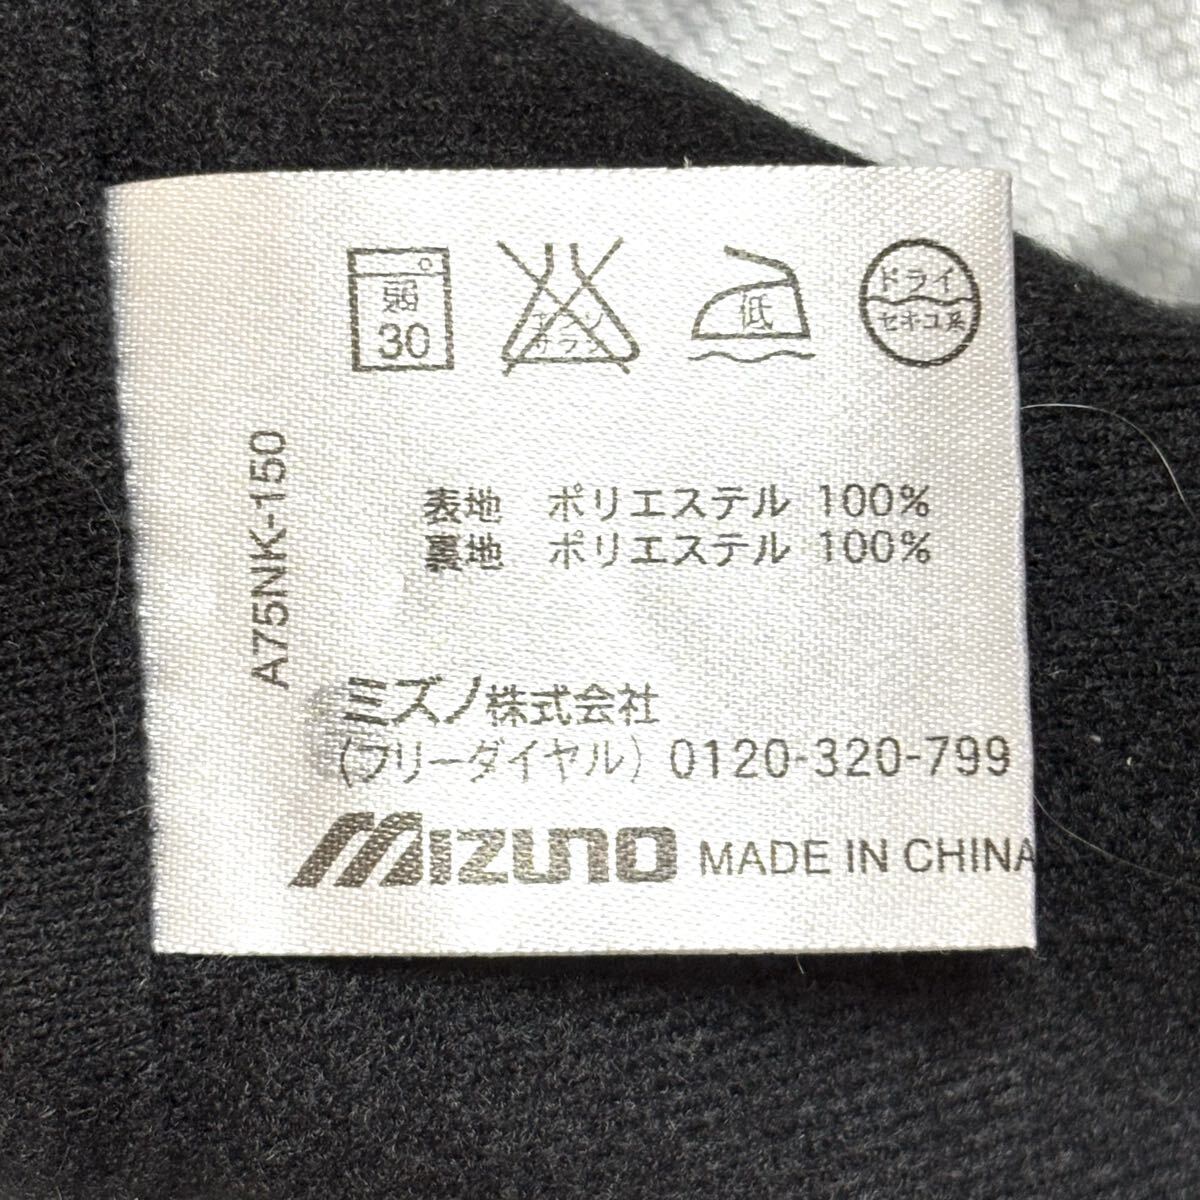 弱
30
エンソ
サラシ
低
ドライ
セキユ系
A75NK-150
表地 ポリエステル 100%
裏地 ポリエステル 100%
ミズノ株式会社
(フリーダイヤル) 0120-320-799
MIZUNO MADE IN CHINA